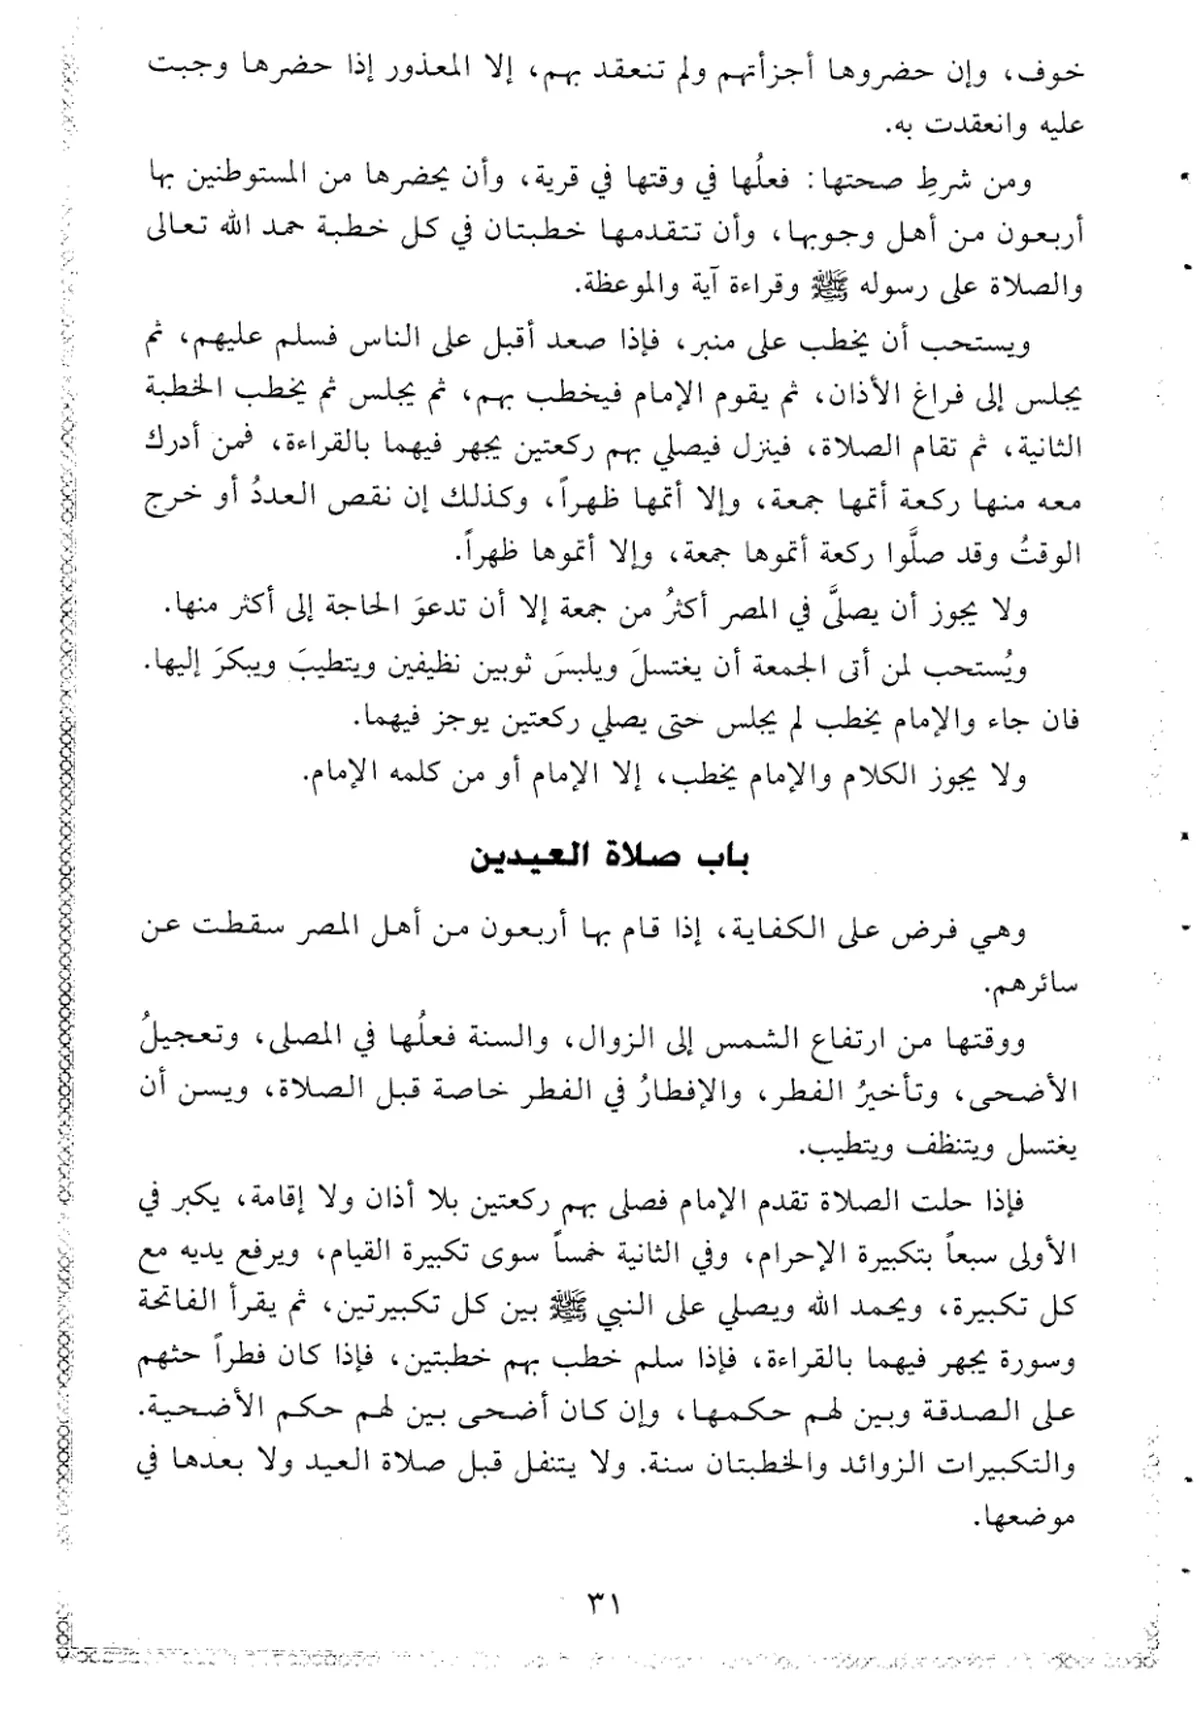 خوف، وإن حضروها أجزأتهم ولم تنعقد بهم، إلا المعذور إذا حضرها وجبت
عليه وانعقدت به.
ومن شرطِ صحتها: فعلُها في وقتها في قرية، وأن يحضرها من المستوطنين بها
أربعون من أهل وجوبها، وأن تتقدمها خطبتان في كل خطبة حمد الله تعالى
والصلاة على رسوله ﷺ وقراءة آية والموعظة.
ويستحب أن يخطب على منبر، فإذا صعد أقبل على الناس فسلم عليهم، ثم
يجلس إلى فراغ الأذان، ثم يقوم الإمام فيخطب بهم، ثم يجلس ثم يخطب الخطبة
الثانية، ثم تقام الصلاة، فينزل فيصلي بهم ركعتين يجهر فيهما بالقراءة، فمن أدرك
معه منها ركعة أتمها جمعة، وإلا أتمها ظهراً، وكذلك إن نقص العددُ أو خرج
الوقتُ وقد صلَّوا ركعة أتموها جمعة، وإلا أتموها ظهراً.
ولا يجوز أن يصلىَّ في المصر أكثرُ من جمعة إلا أن تدعوَ الحاجة إلى أكثر منها.
ويُستحب لمن أتى الجمعة أن يغتسلَ ويلبسَ ثوبين نظيفين ويتطيبَ ويبكرَ إليها.
فان جاء والإمام يخطب لم يجلس حتى يصلي ركعتين يوجز فيهما.
ولا يجوز الكلام والإمام يخطب، إلا الإمام أو من كلمه الإمام.
باب صلاة العيدين
وهي فرض على الكفاية، إذا قام بها أربعون من أهل المصر سقطت عن
سائرهم.
ووقتها من ارتفاع الشمس إلى الزوال، والسنة فعلُها في المصلى، وتعجيلُ
الأضحى، وتأخيرُ الفطر، والإفطارُ في الفطر خاصة قبل الصلاة، ويسن أن
يغتسل ويتنظف ويتطيب.
فإذا حلت الصلاة تقدم الإمام فصلى بهم ركعتين بلا أذان ولا إقامة، يكبر في
الأولى سبعاً بتكبيرة الإحرام، وفي الثانية خمساً سوى تكبيرة القيام، ويرفع يديه مع
كل تكبيرة، ويحمد الله ويصلي على النبي ﷺ بين كل تكبيرتين، ثم يقرأ الفاتحة
وسورة يجهر فيهما بالقراءة، فإذا سلم خطب بهم خطبتين، فإذا كان فطراً حثهم
على الصدقة وبين لهم حكمها، وإن كان أضحى بين لهم حكم الأضحية.
والتكبيرات الزوائد والخطبتان سنة. ولا يتنفل قبل صلاة العيد ولا بعدها في
موضعها.
٣١